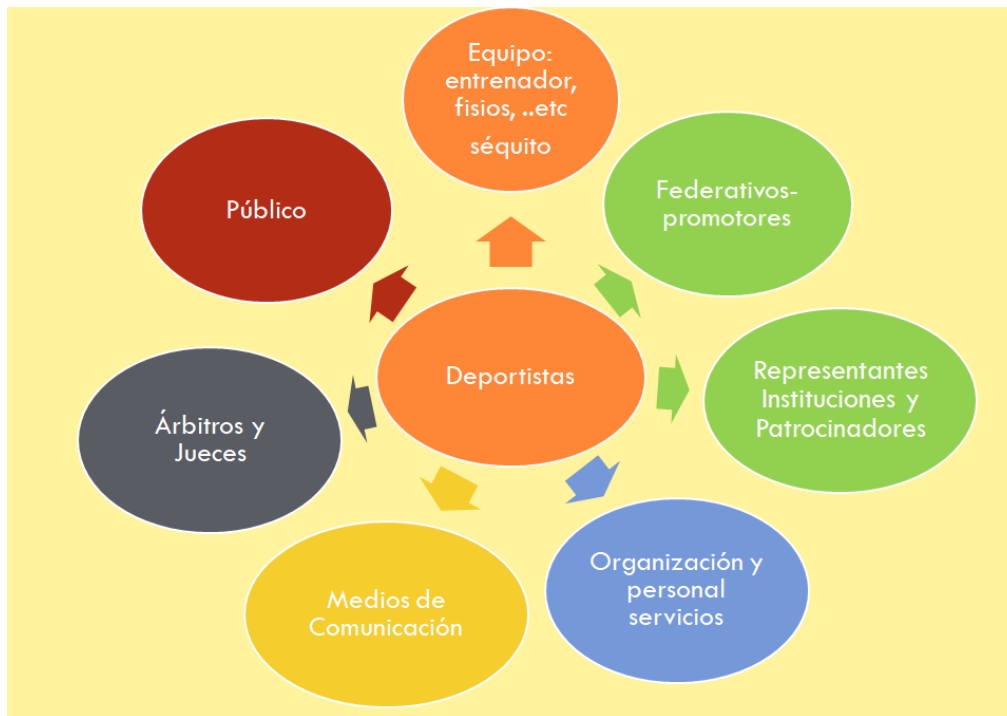 Equipo:
entrenador,
fisios, ..etc
séquito
Federativos-
promotores
Representantes
Instituciones y
Patrocinadores
Organización y
personal
servicios
Medios de
Comunicación
Árbitros y
Jueces
Público
Deportistas